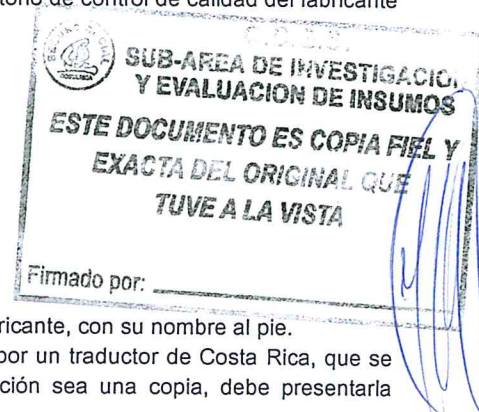 torio de control de calidad del fabricante
SUB-AREA DE INVESTIGACION
Y EVALUACION DE INSUMOS
ESTE DOCUMENTO ES COPIA FIEL Y
EXACTA DEL ORIGINAL QUE
TUVE A LA VISTA
Firmado por:
ricante, con su nombre al pie.
por un traductor de Costa Rica, que se
ción sea una copia, debe presentarla